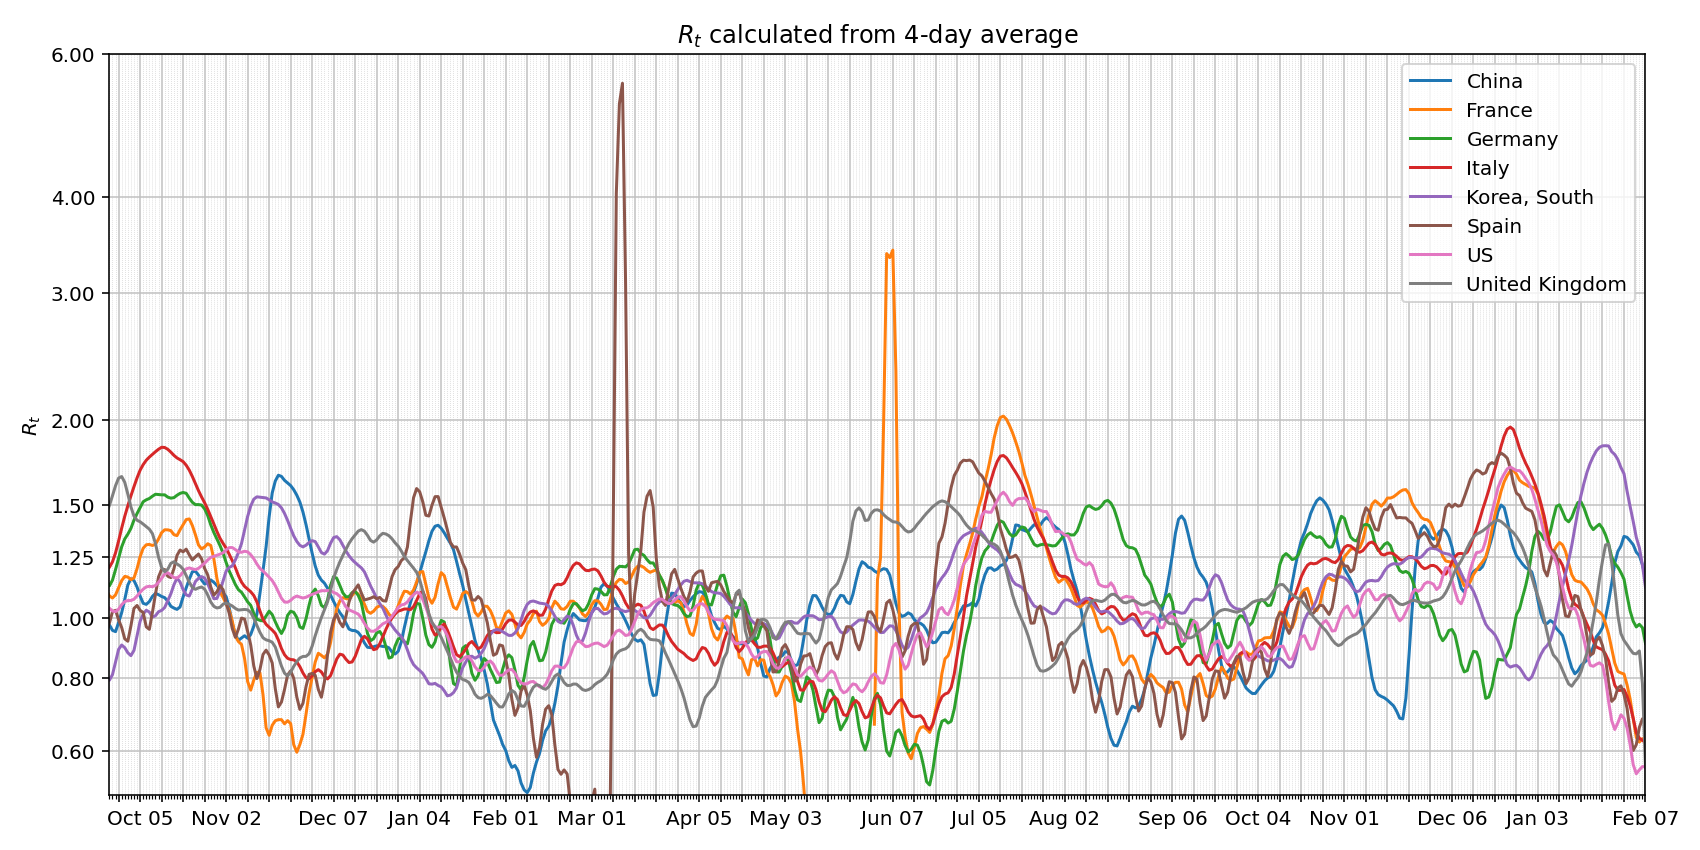 R_t calculated from 4-day average
6.00
4.00
3.00
2.00
1.50
1.25
1.00
0.80
0.60
R_t
China
France
Germany
Italy
Korea, South
Spain
US
United Kingdom
Oct 05 Nov 02 Dec 07 Jan 04 Feb 01 Mar 01 Apr 05 May 03 Jun 07 Jul 05 Aug 02 Sep 06 Oct 04 Nov 01 Dec 06 Jan 03 Feb 07